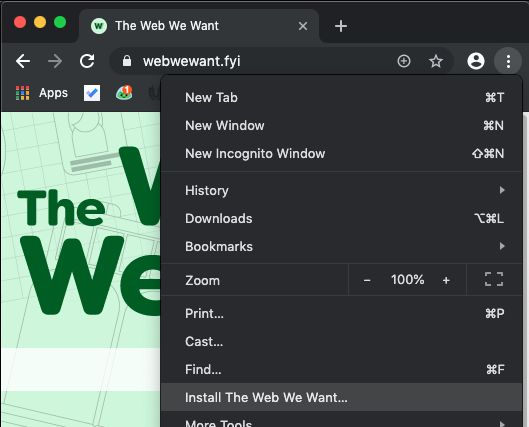 The Web We Want
webwewant.fyi
Apps
New Tab ⌘T
New Window ⌘N
New Incognito Window ⇧⌘N
History
Downloads ⌥⌘L
Bookmarks
Zoom - 100% +
Print... ⌘P
Cast...
Find... ⌘F
Install The Web We Want...
More Tools
The W
We